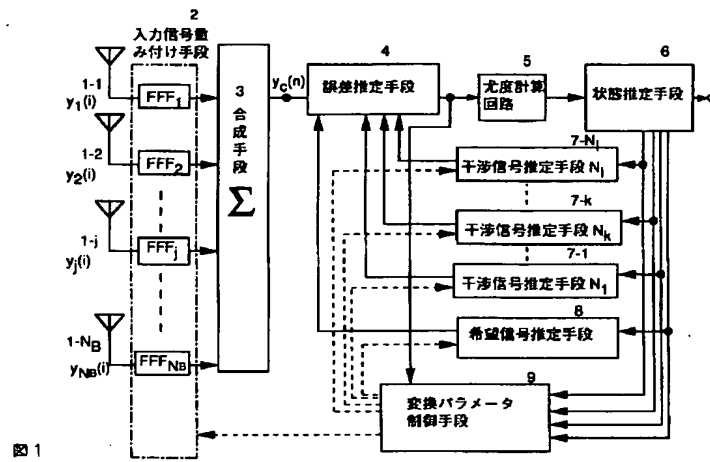 2
入力信号重
み付け手段
1-1
y1(i)
FFF1
1-2
y2(i)
FFF2
1-j
yj(i)
FFFj
1-NB
yNB(i)
FFFNB
3
合成手段
Σ
yc(n)
4
誤差推定手段
5
尤度計算
回路
6
状態推定手段
7-NI
干渉信号推定手段 NI
7-k
干渉信号推定手段 Nk
7-1
干渉信号推定手段 N1
8
希望信号推定手段
9
変換パラメータ
制御手段
図1